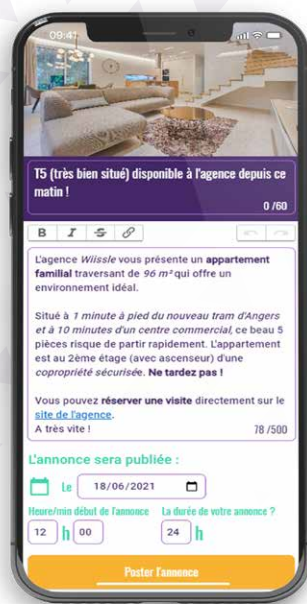 09:41
T5 (très bien situé) disponible à l'agence depuis ce
matin !
0 /60
B I S
L'agence Wiissle vous présente un appartement
familial traversant de 96 m² qui offre un
environnement idéal.
Situé à 1 minute à pied du nouveau tram d'Angers
et à 10 minutes d'un centre commercial, ce beau 5
pièces risque de partir rapidement. L'appartement
est au 2ème étage (avec ascenseur) d'une
copropriété sécurisée. Ne tardez pas !
Vous pouvez réserver une visite directement sur le
site de l'agence.
A très vite !
78 /500
L'annonce sera publiée :
Le 18/06/2021
Heure/min début de l'annonce La durée de votre annonce ?
12 h 00 24 h
Poster l'annonce